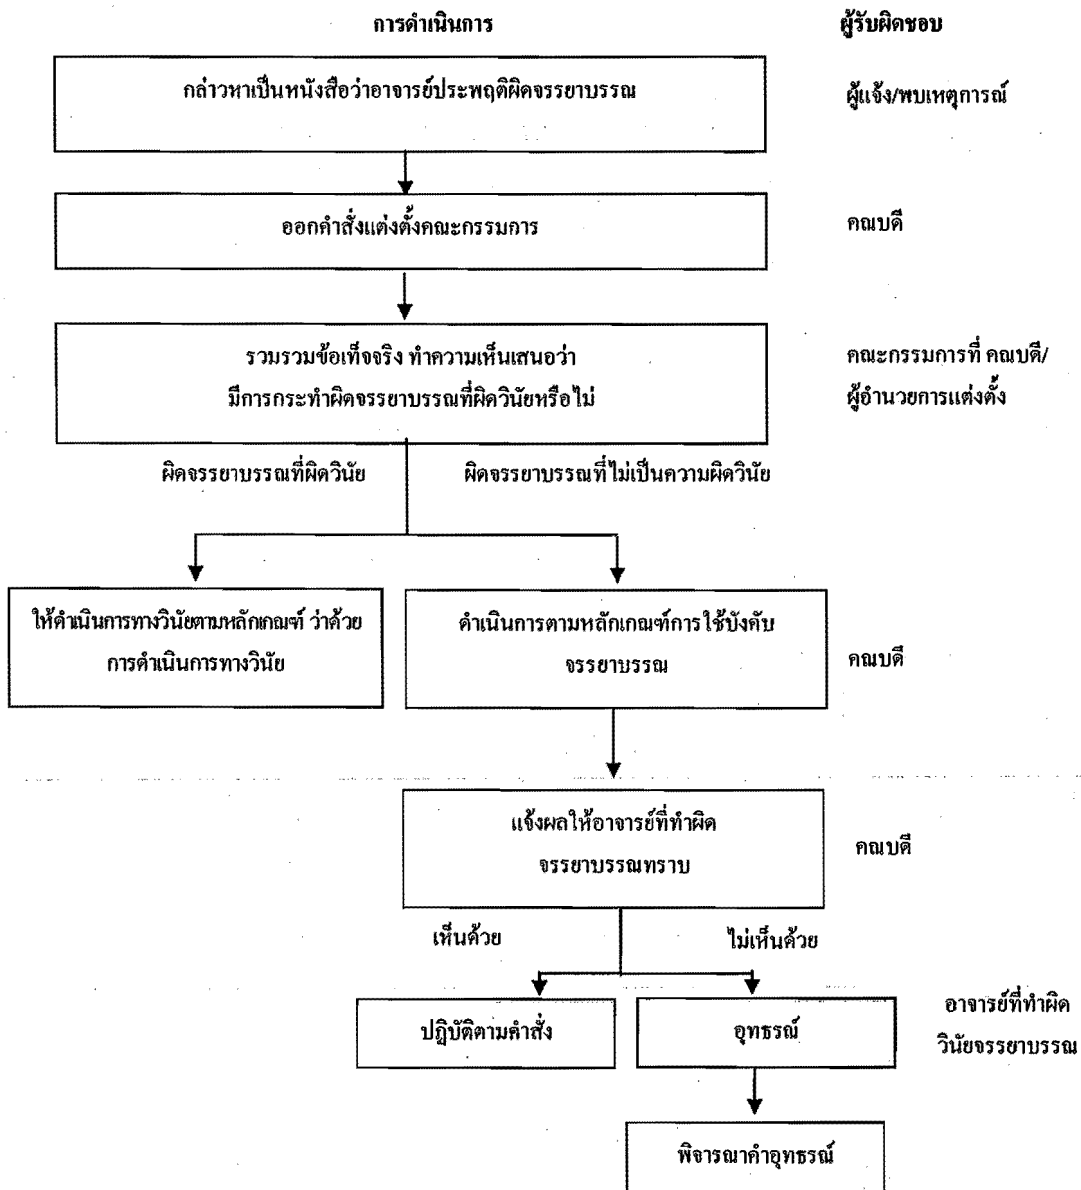 การดำเนินการ
ผู้รับผิดชอบ
กล่าวหาเป็นหนังสือว่าอาจารย์ประพฤติผิดจรรยาบรรณ
ผู้แจ้ง/พบเหตุการณ์
ออกคำสั่งแต่งตั้งคณะกรรมการ
คณบดี
รวมรวมข้อเท็จจริง ทำความเห็นเสนอว่า
มีการกระทำผิดจรรยาบรรณที่ผิดวินัยหรือไม่
คณะกรรมการที่ คณบดี/
ผู้อำนวยการแต่งตั้ง
ผิดจรรยาบรรณที่ผิดวินัย
ผิดจรรยาบรรณที่ไม่เป็นความผิดวินัย
ให้ดำเนินการทางวินัยตามหลักเกณฑ์ ว่าด้วย
การดำเนินการทางวินัย
ดำเนินการตามหลักเกณฑ์การใช้บังคับ
จรรยาบรรณ
คณบดี
แจ้งผลให้อาจารย์ที่ทำผิด
จรรยาบรรณทราบ
คณบดี
เห็นด้วย
ไม่เห็นด้วย
ปฏิบัติตามคำสั่ง
อุทธรณ์
อาจารย์ที่ทำผิด
วินัยจรรยาบรรณ
พิจารณาคำอุทธรณ์